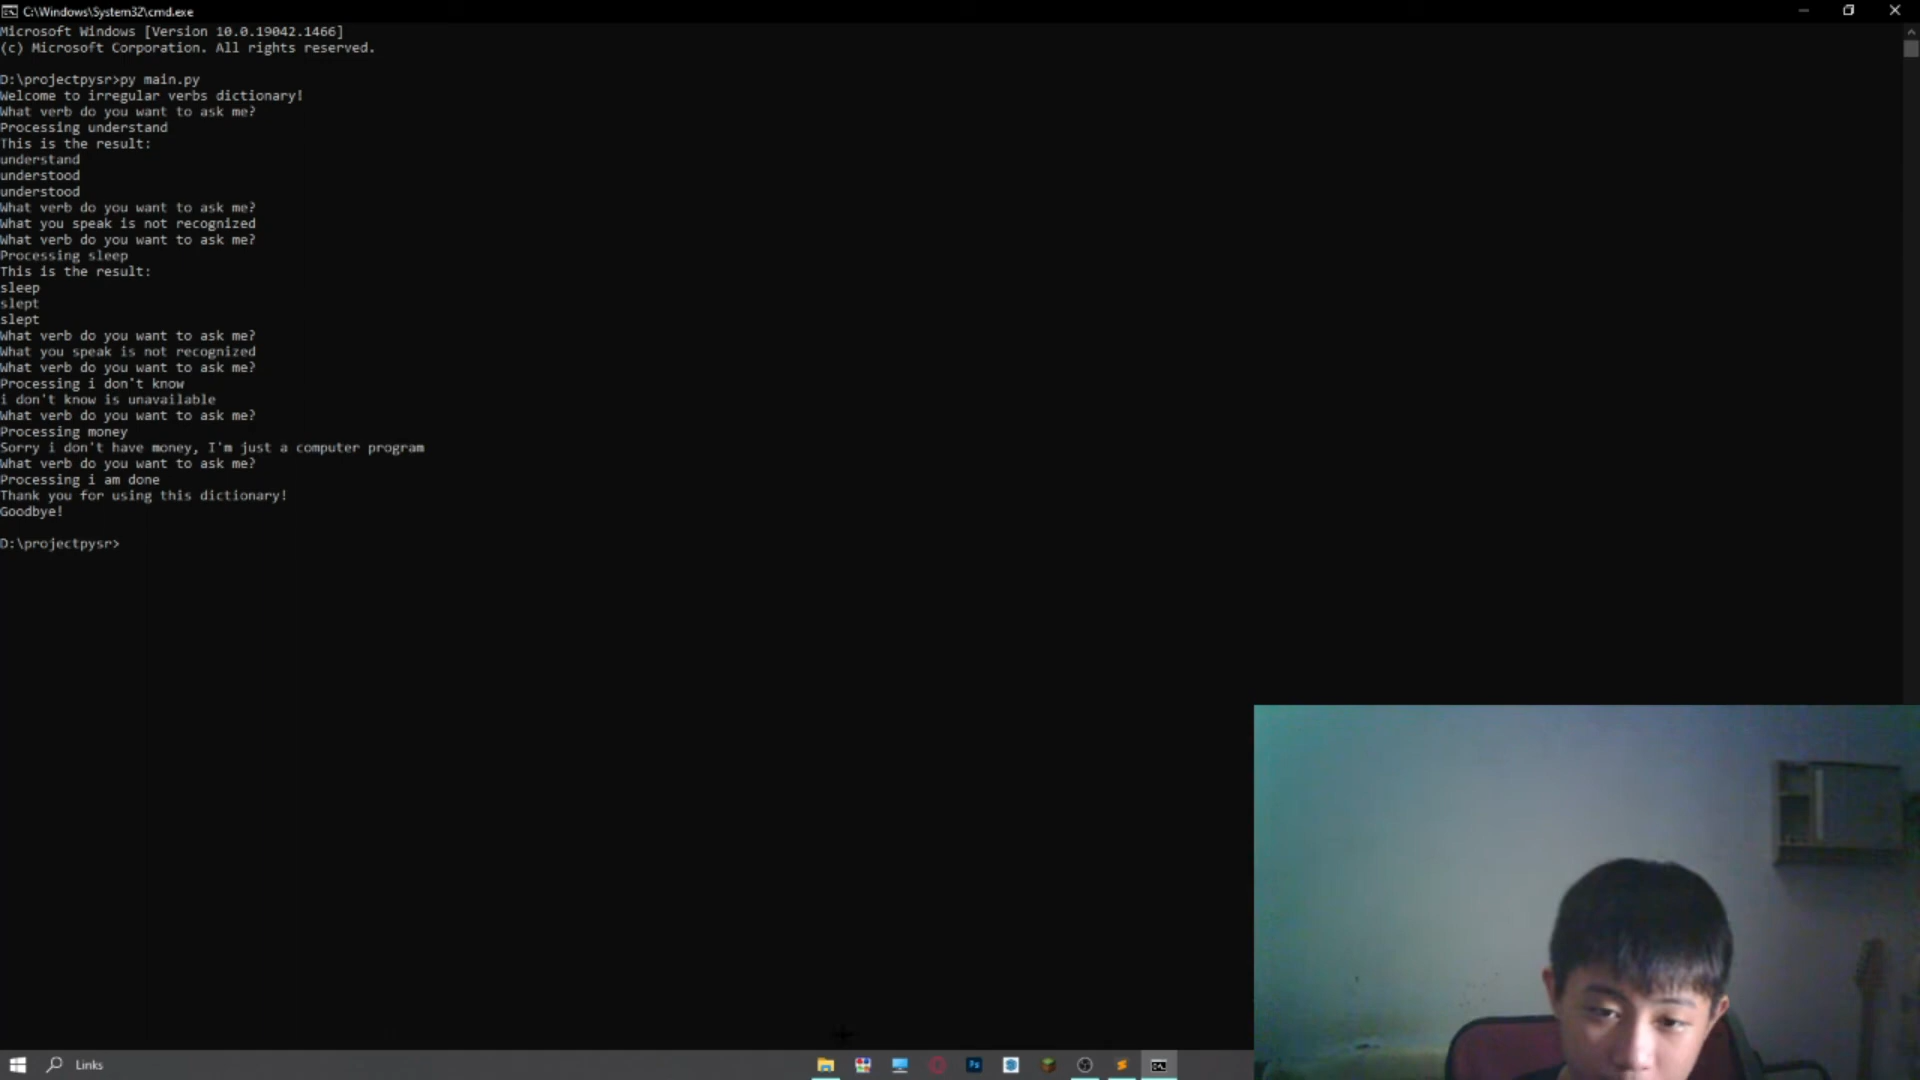 C:\Windows\System32\cmd.exe
Microsoft Windows [Version 10.0.19042.1466]
(c) Microsoft Corporation. All rights reserved.
D:\projectpysr>py main.py
Welcome to irregular verbs dictionary!
What verb do you want to ask me?
Processing understand
This is the result:
understand
understood
understood
What verb do you want to ask me?
What you speak is not recognized
What verb do you want to ask me?
Processing sleep
This is the result:
sleep
slept
slept
What verb do you want to ask me?
What you speak is not recognized
What verb do you want to ask me?
Processing i don't know
i don't know is unavailable
What verb do you want to ask me?
Processing money
Sorry i don't have money, I'm just a computer program
What verb do you want to ask me?
Processing i am done
Thank you for using this dictionary!
Goodbye!
D:\projectpysr>
Links
Ps